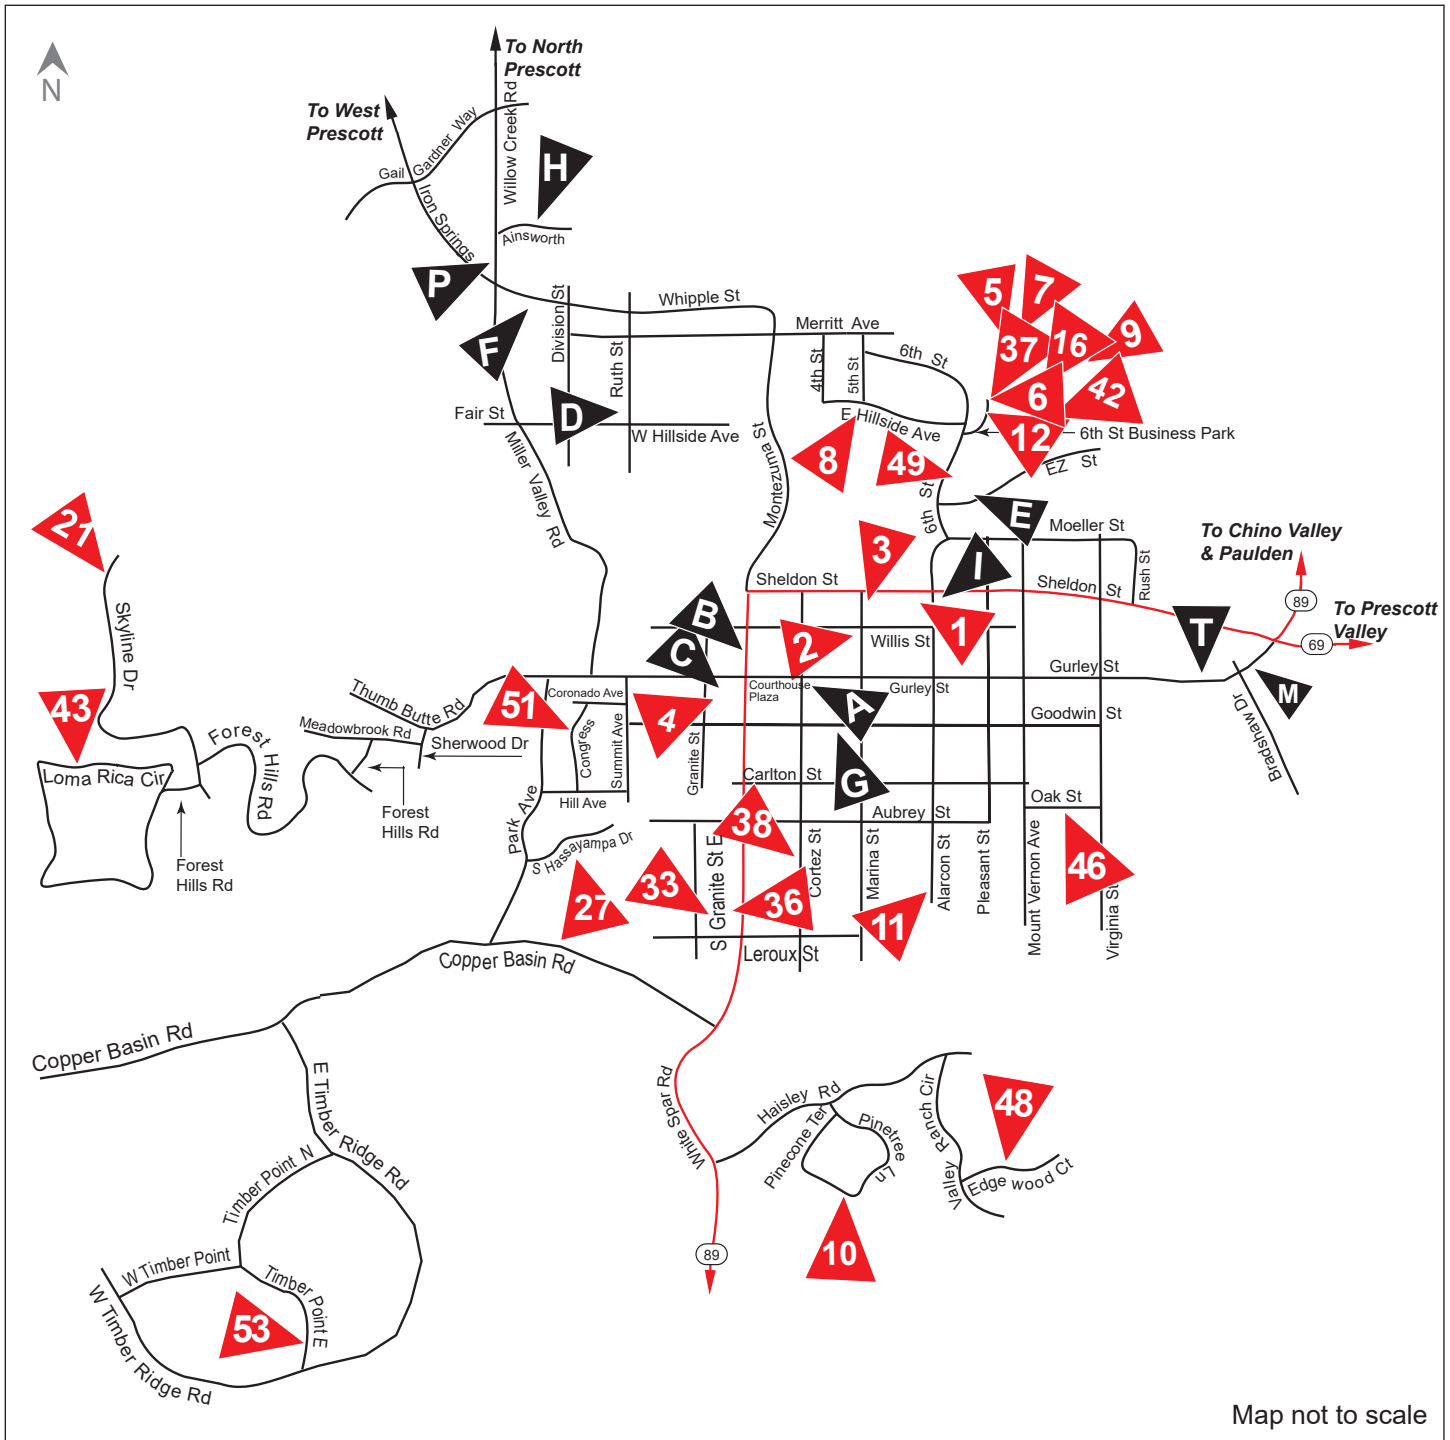 N
To North
Prescott
To West
Prescott
Willow Creek Rd
Gail Gardner Way
Iron Springs
H
Ainsworth
P
F
Division St
Ruth St
Whipple St
Merritt Ave
4th St
5th St
6th St
5
7
37
16
9
6
42
12
Fair St
D
W Hillside Ave
E Hillside Ave
6th St Business Park
EZ St
Miller Valley Rd
Montezuma St
8
49
6th St
E
Moeller St
21
3
I
To Chino Valley
& Paulden
Sheldon St
Sheldon St
Rush St
89
To Prescott
Valley
69
Skyline Dr
B
C
2
Willis St
1
T
Gurley St
M
Bradshaw Dr
43
Thumb Butte Rd
51
Coronado Ave
Courthouse
Plaza
Gurley St
A
Goodwin St
Meadowbrook Rd
Sherwood Dr
Congress
Summit Ave
4
Granite St
Forest Hills Rd
Loma Rica Cir
Carlton St
G
Hill Ave
Oak St
Forest
Hills Rd
Park Ave
Aubrey St
38
S Hassayampa Dr
Forest
Hills Rd
27
33
S Granite St E
36
Cortez St
Marina St
11
Alarcon St
Pleasant St
Mount Vernon Ave
46
Virginia St
Leroux St
Copper Basin Rd
Copper Basin Rd
E Timber Ridge Rd
White Spar Rd
Haisley Rd
Pinecone Ter
Pinetree Ln
Valley Ranch Cir
48
Edgewood Ct
Timber Point N
W Timber Point
Timber Point E
53
W Timber Ridge Rd
89
10
Map not to scale